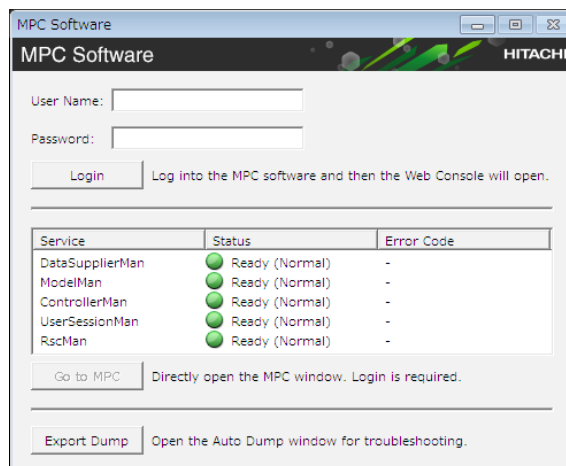 MPC Software
MPC Software HITACHI
User Name:
Password:
Login Log into the MPC software and then the Web Console will open.
Service Status Error Code
DataSupplierMan Ready (Normal) -
ModelMan Ready (Normal) -
ControllerMan Ready (Normal) -
UserSessionMan Ready (Normal) -
RscMan Ready (Normal) -
Go to MPC Directly open the MPC window. Login is required.
Export Dump Open the Auto Dump window for troubleshooting.